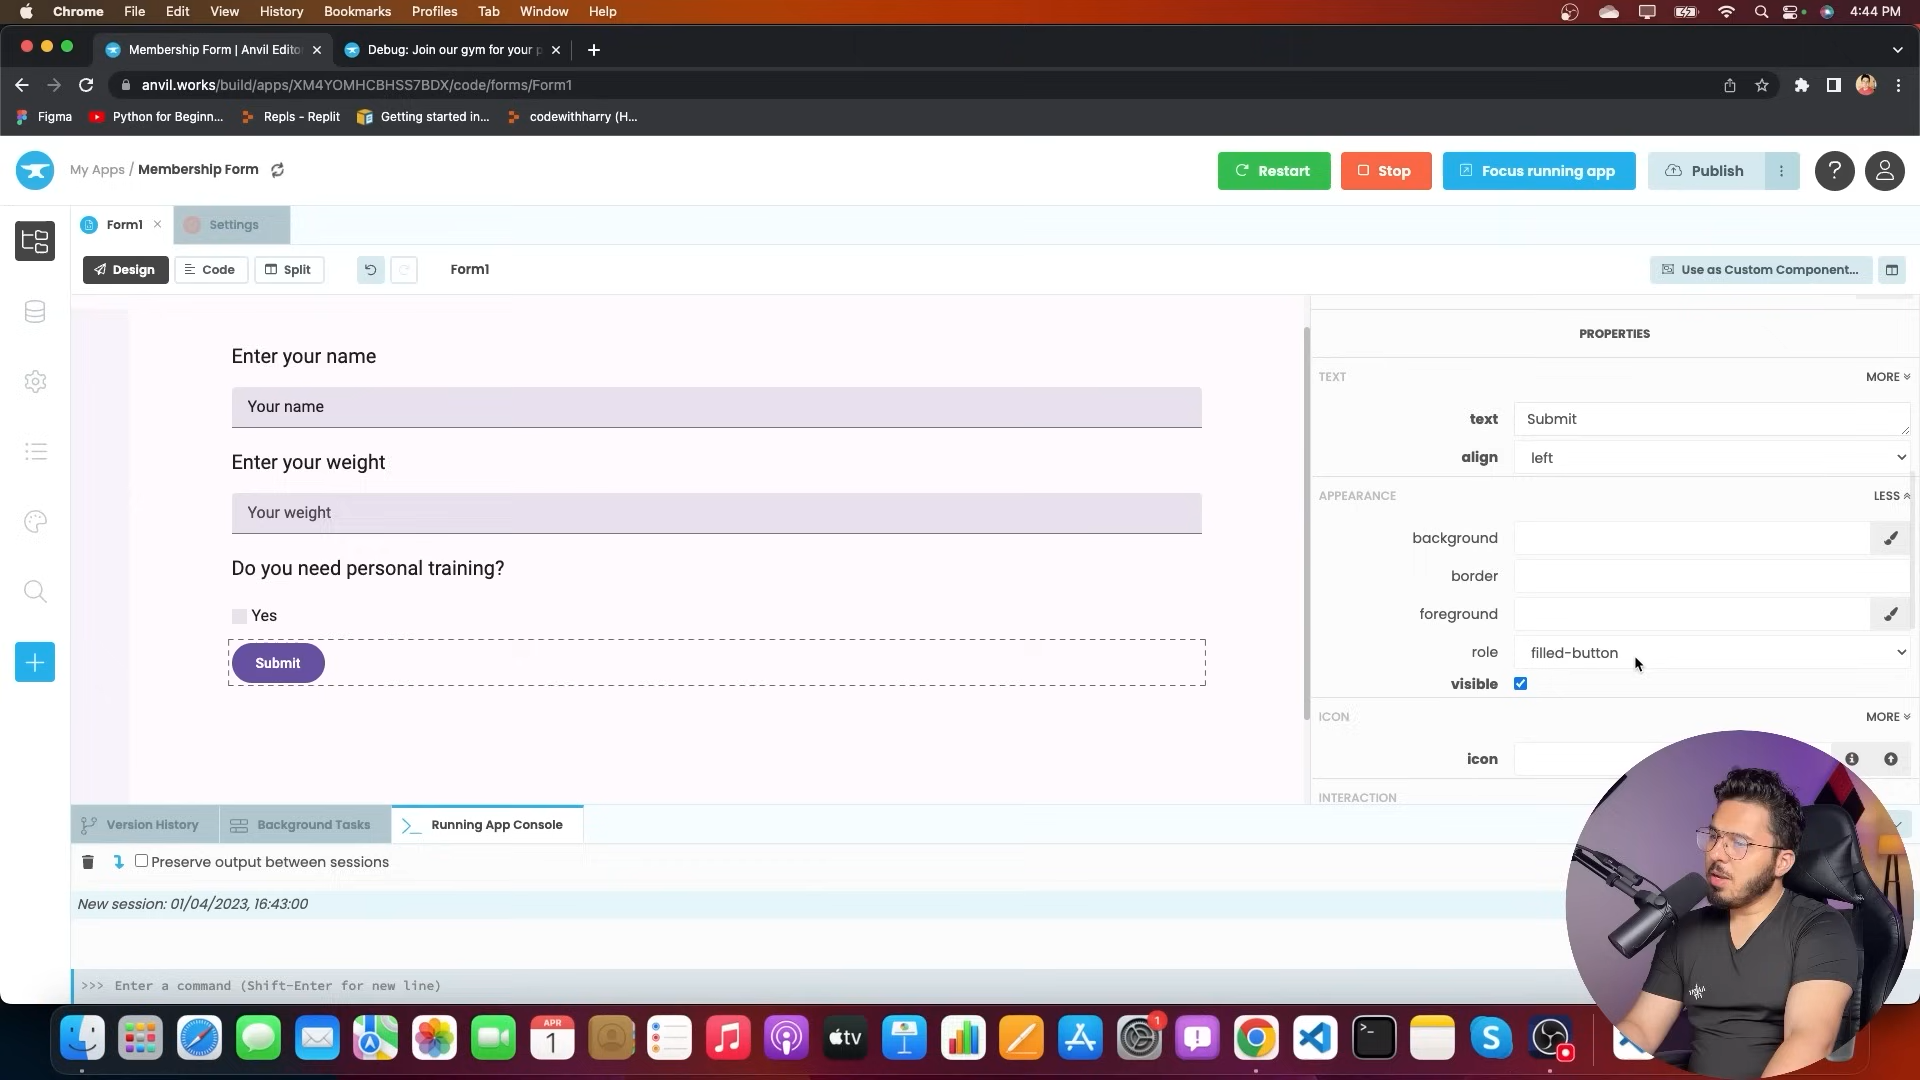 Chrome File Edit View History Bookmarks Profiles Tab Window Help 4:44 PM
Membership Form | Anvil Edito Debug: Join our gym for your p
anvil.works/build/apps/XM4YOMHCBHSS7BDX/code/forms/Form1
Figma Python for Beginn... Repls - Replit Getting started in... codewithharry (H...
My Apps / Membership Form Restart Stop Focus running app Publish ?
Form1 Settings
Design Code Split Form1 Use as Custom Component...
PROPERTIES
Enter your name
TEXT MORE
Your name
text Submit
Enter your weight
align left
APPEARANCE LESS
Your weight
background
Do you need personal training?
border
Yes
foreground
Submit
role filled-button
visible
ICON MORE
icon
INTERACTION
Version History Background Tasks Running App Console
Preserve output between sessions
New session: 01/04/2023, 16:43:00
>>> Enter a command (Shift-Enter for new line)
APR
1
tv
1